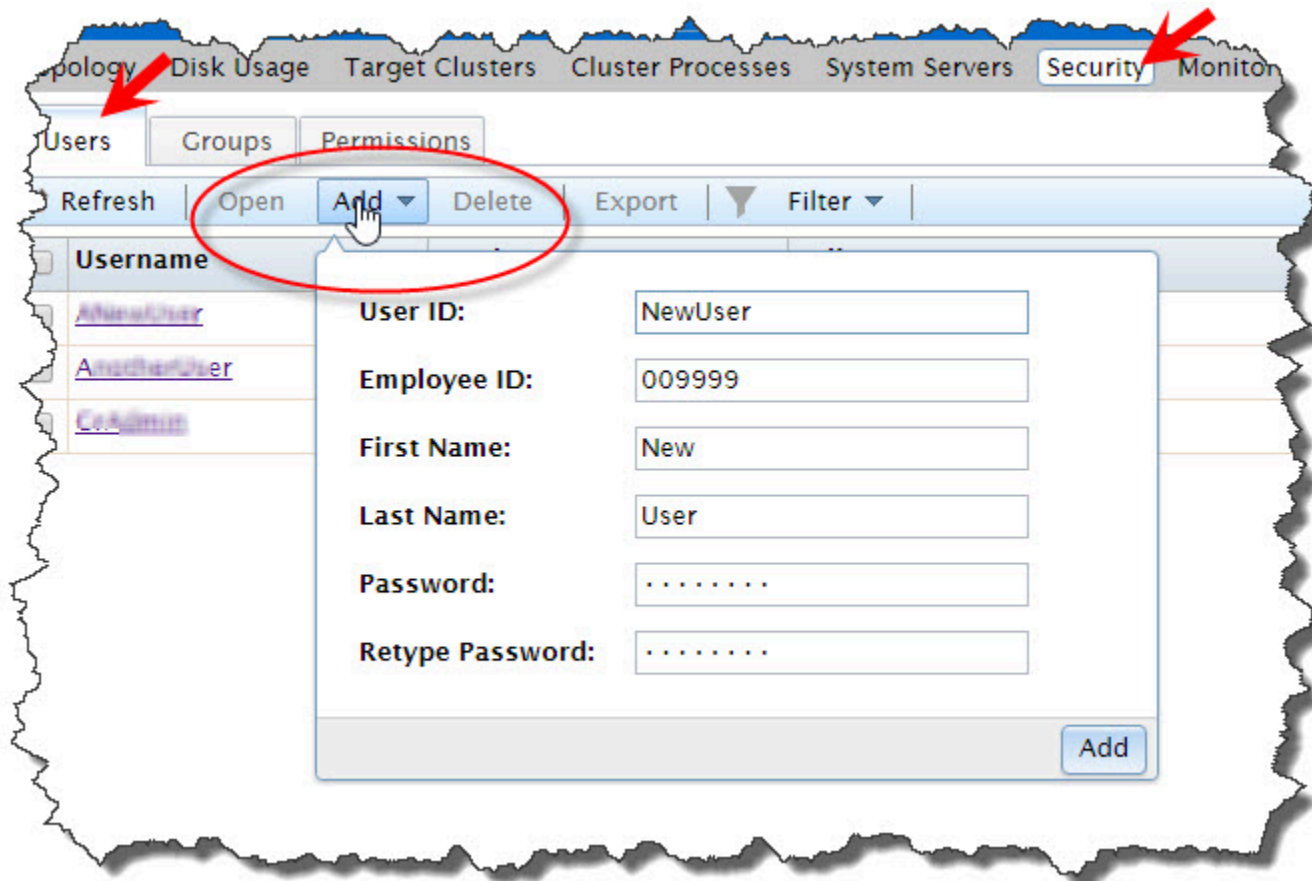 pology Disk Usage Target Clusters Cluster Processes System Servers Security Monitor
Users Groups Permissions
Refresh Open Add Delete Export Filter
Username
User ID: NewUser
Employee ID: 009999
First Name: New
Last Name: User
Password: ········
Retype Password: ········
Add